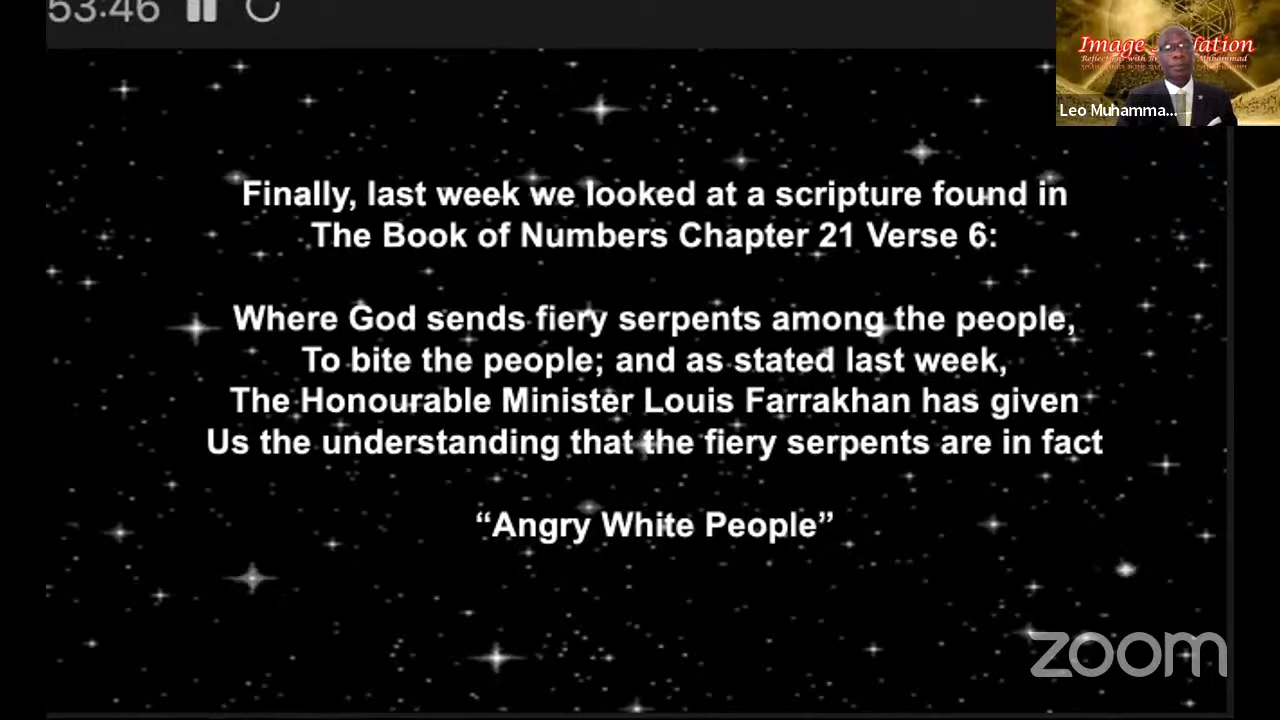 53:46
Leo Muhamma...
Finally, last week we looked at a scripture found in
The Book of Numbers Chapter 21 Verse 6:
Where God sends fiery serpents among the people,
To bite the people; and as stated last week,
The Honourable Minister Louis Farrakhan has given
Us the understanding that the fiery serpents are in fact
“Angry White People”
zoom